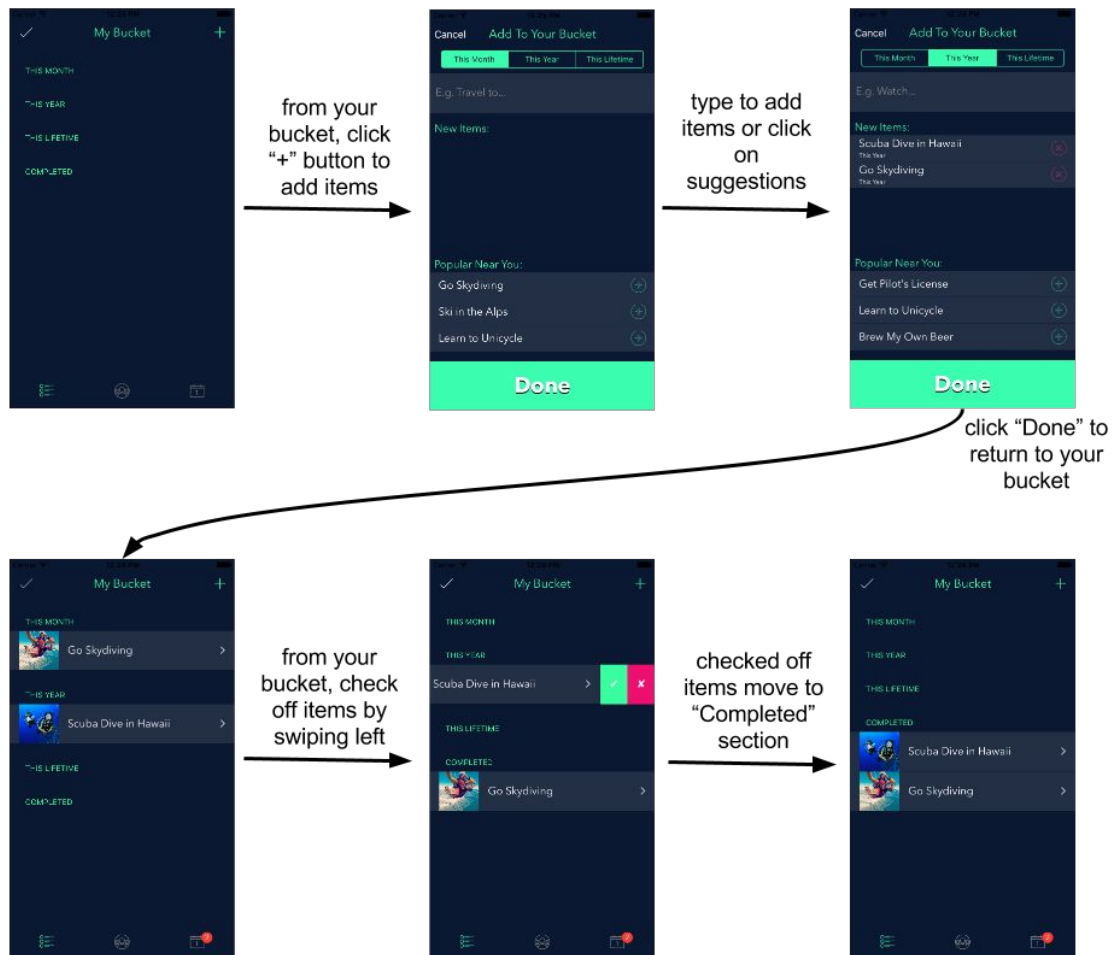 My Bucket +
THIS MONTH
THIS YEAR
THIS LIFETIME
COMPLETED
1
from your
bucket, click
“+” button to
add items
Cancel Add To Your Bucket
This Month This Year This Lifetime
E.g. Travel to...
New Items:
Popular Near You:
Go Skydiving
Ski in the Alps
Learn to Unicycle
Done
type to add
items or click
on
suggestions
Cancel Add To Your Bucket
This Month This Year This Lifetime
E.g. Watch...
New Items:
Scuba Dive in Hawaii
This Year
Go Skydiving
This Year
Popular Near You:
Get Pilot's License
Learn to Unicycle
Brew My Own Beer
Done
click “Done” to
return to your
bucket
My Bucket +
THIS MONTH
Go Skydiving
THIS YEAR
Scuba Dive in Hawaii
THIS LIFETIME
COMPLETED
1 2
from your
bucket, check
off items by
swiping left
My Bucket +
THIS MONTH
THIS YEAR
Scuba Dive in Hawaii
THIS LIFETIME
COMPLETED
Go Skydiving
1 2
checked off
items move to
“Completed”
section
My Bucket +
THIS MONTH
THIS YEAR
THIS LIFETIME
COMPLETED
Scuba Dive in Hawaii
Go Skydiving
1 2